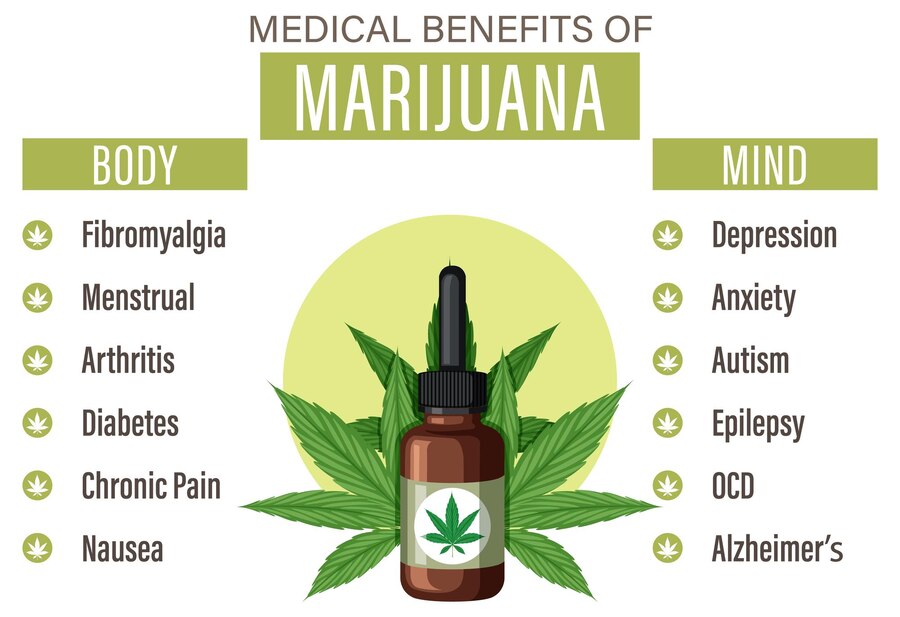 MEDICAL BENEFITS OF
MARIJUANA
BODY
Fibromyalgia
Menstrual
Arthritis
Diabetes
Chronic Pain
Nausea
MIND
Depression
Anxiety
Autism
Epilepsy
OCD
Alzheimer’s